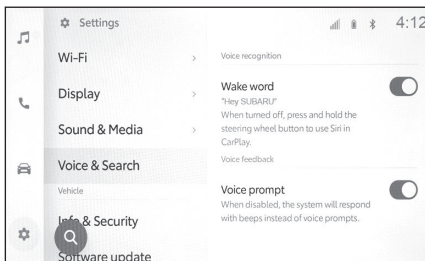 Settings
4:12
Wi-Fi
Display
Sound & Media
Voice & Search
Vehicle
Info & Security
Software update
Voice recognition
Wake word
"Hey SUBARU"
When turned off, press and hold the
steering wheel button to use Siri in
CarPlay.
Voice feedback
Voice prompt
When disabled, the system will respond
with beeps instead of voice prompts.